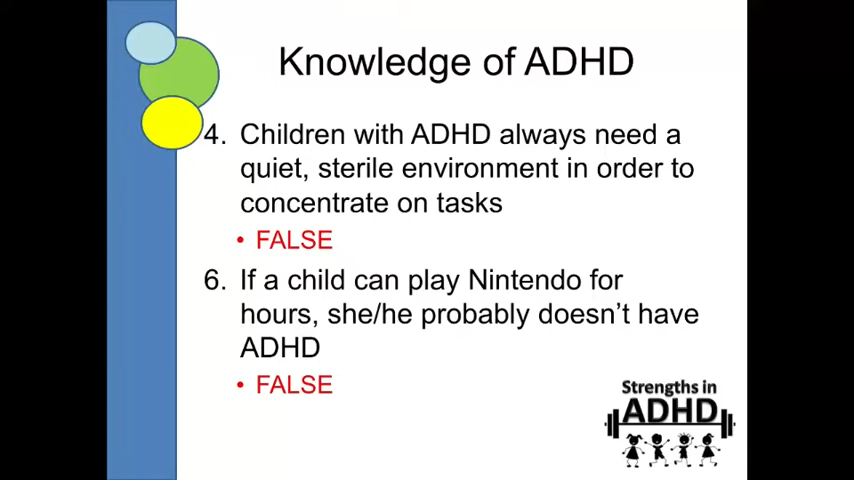 Knowledge of ADHD
4. Children with ADHD always need a
quiet, sterile environment in order to
concentrate on tasks
• FALSE
6. If a child can play Nintendo for
hours, she/he probably doesn’t have
ADHD
• FALSE
Strengths in
ADHD